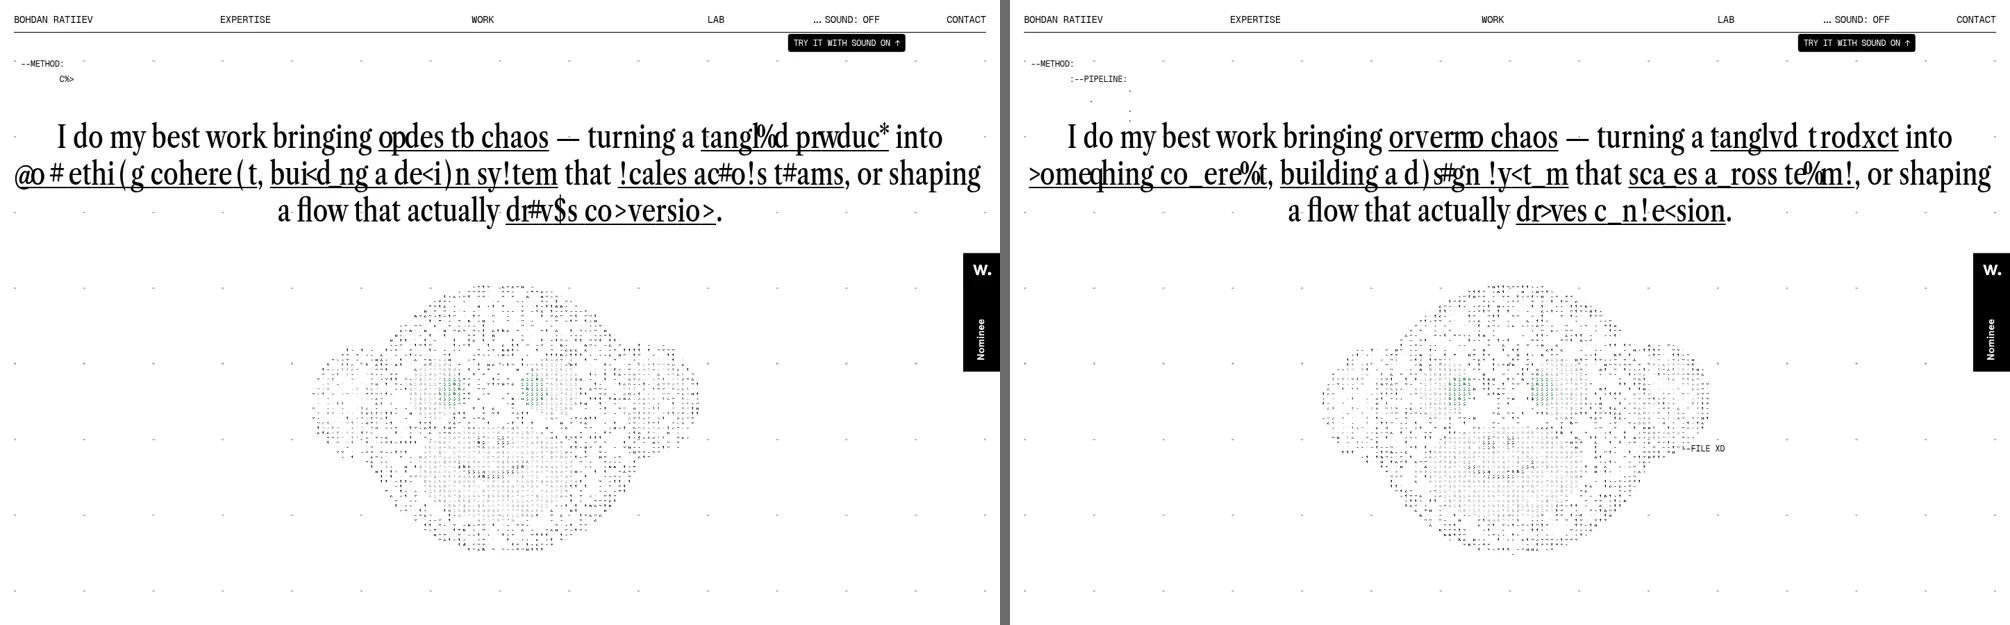 BOHDAN RATIIEV EXPERTISE WORK LAB ... SOUND: OFF CONTACT
TRY IT WITH SOUND ON ↑
--METHOD:
C%>
I do my best work bringing opdes tb chaos — turning a tangl%d prwduc* into
@o # ethi(g cohere(t, bui<d_ng a de<i)n sy!tem that !cales ac#o!s t#ams, or shaping
a flow that actually dr#v$s co>versio>.
W.
Nominee
BOHDAN RATIIEV EXPERTISE WORK LAB ... SOUND: OFF CONTACT
TRY IT WITH SOUND ON ↑
--METHOD:
:--PIPELINE:
I do my best work bringing orvermo chaos — turning a tanglvd trodxct into
>omeqhing co_ere%t, building a d)s#gn !y<t_m that sca_es a_ross te%m!, or shaping
a flow that actually dr>ves c_n!e<sion.
W.
Nominee
--FILE XD